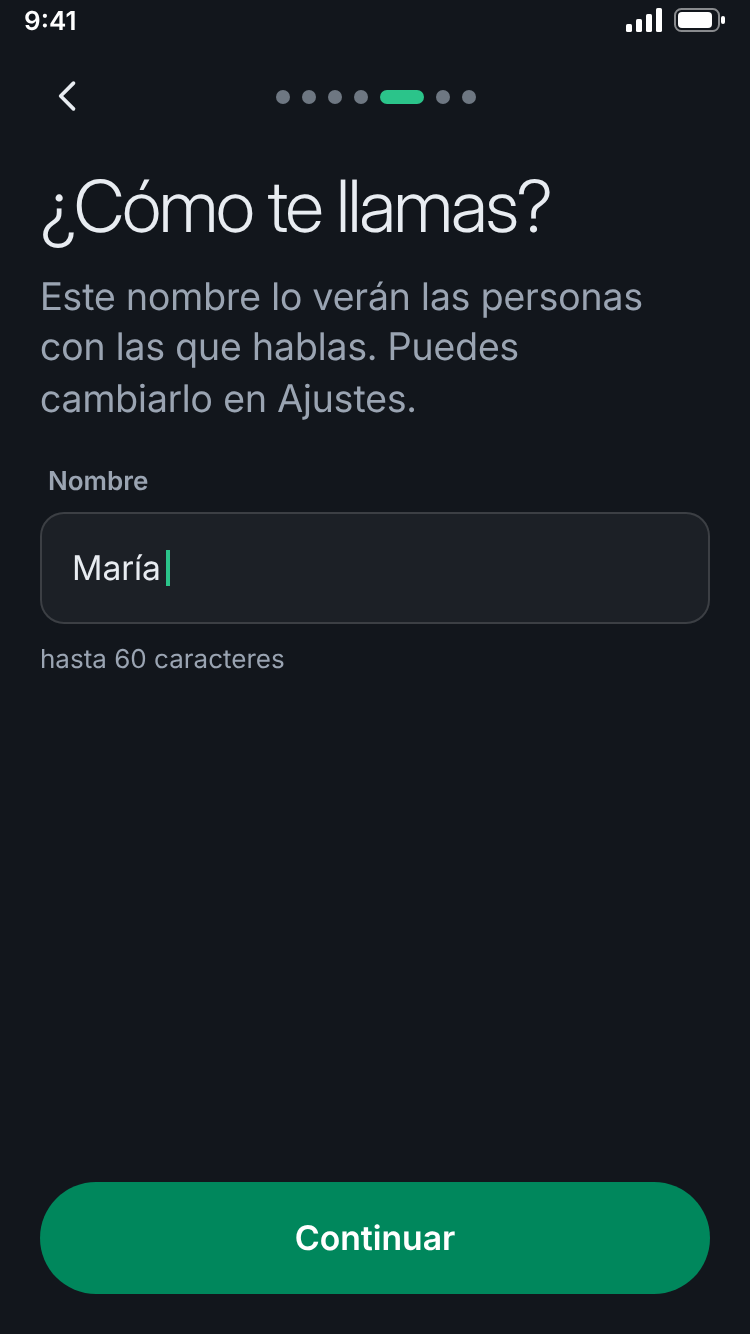 9:41
¿Cómo te llamas?
Este nombre lo verán las personas
con las que hablas. Puedes
cambiarlo en Ajustes.
Nombre
María
hasta 60 caracteres
Continuar